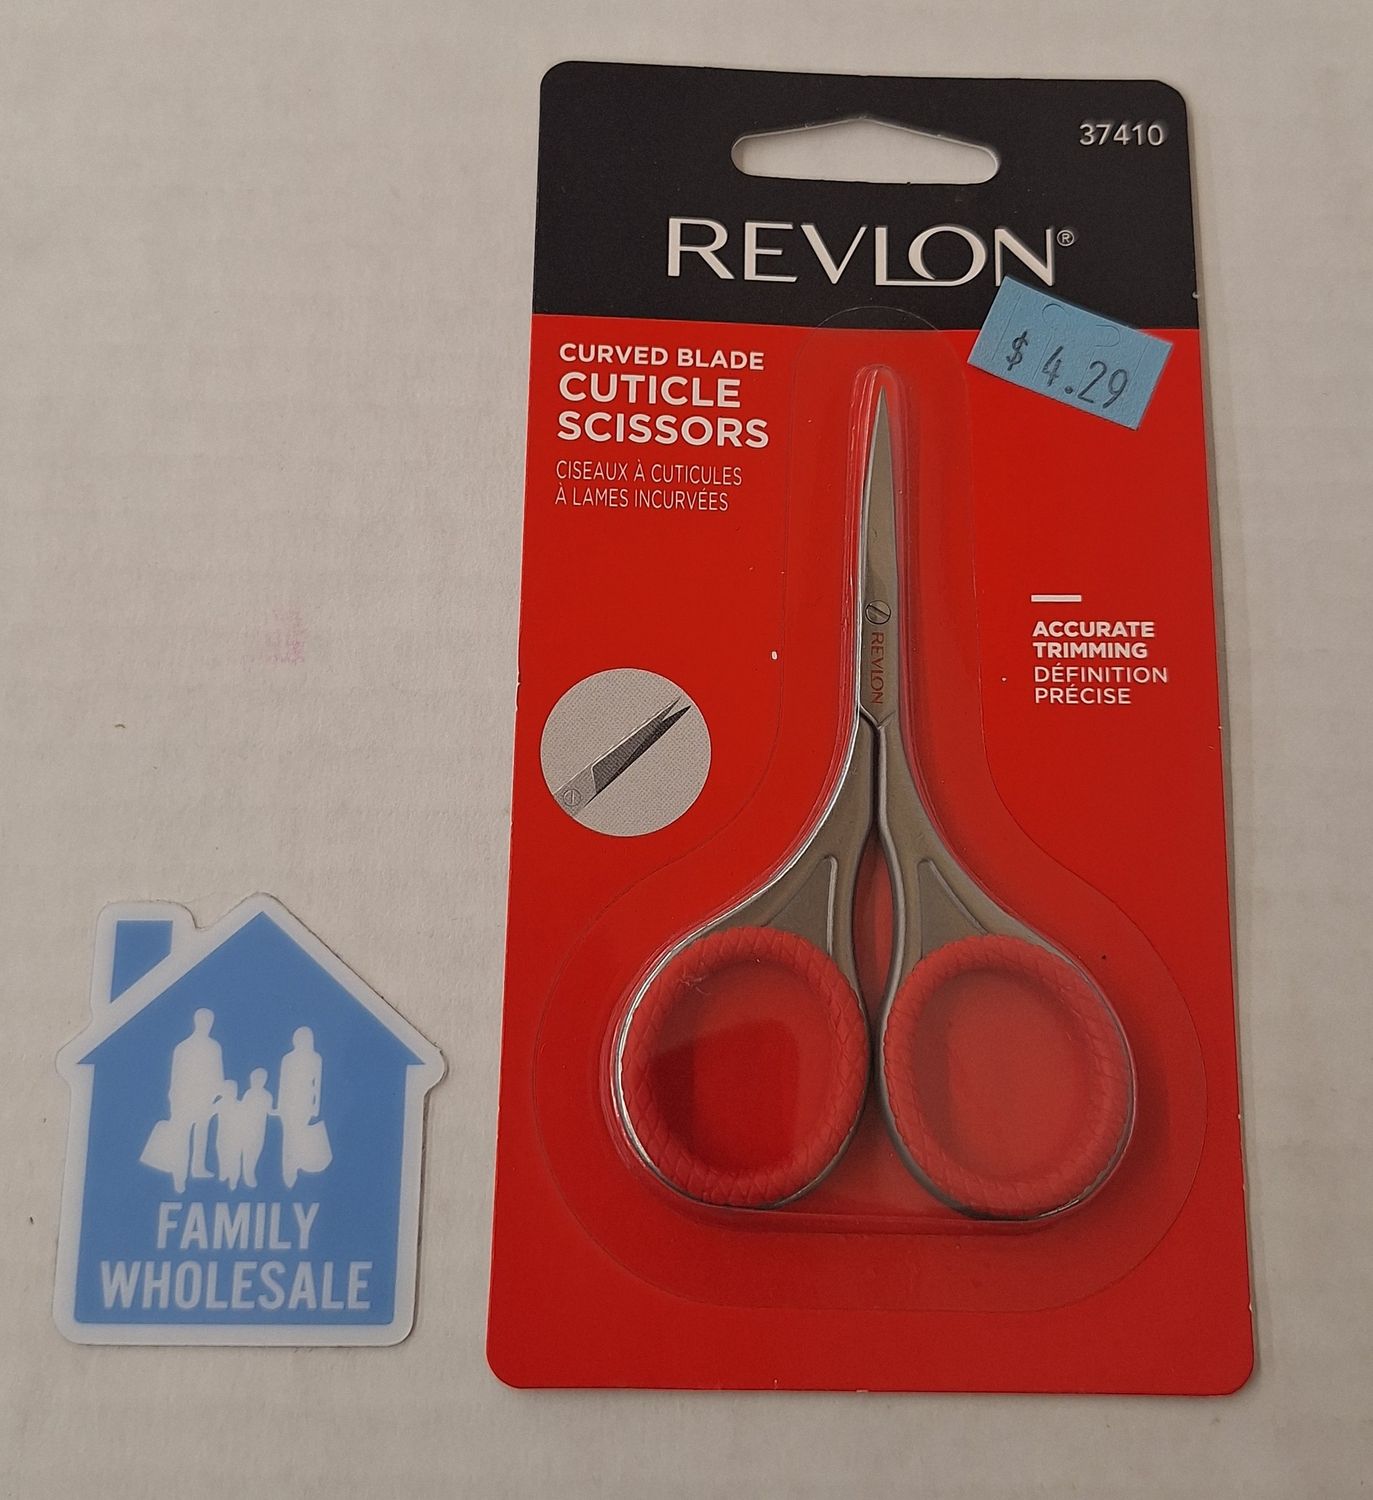 37410
REVLON®
$4.29
CURVED BLADE
CUTICLE
SCISSORS
CISEAUX À CUTICULES
À LAMES INCURVÉES
ACCURATE
TRIMMING
DÉFINITION
PRÉCISE
REVLON
FAMILY
WHOLESALE